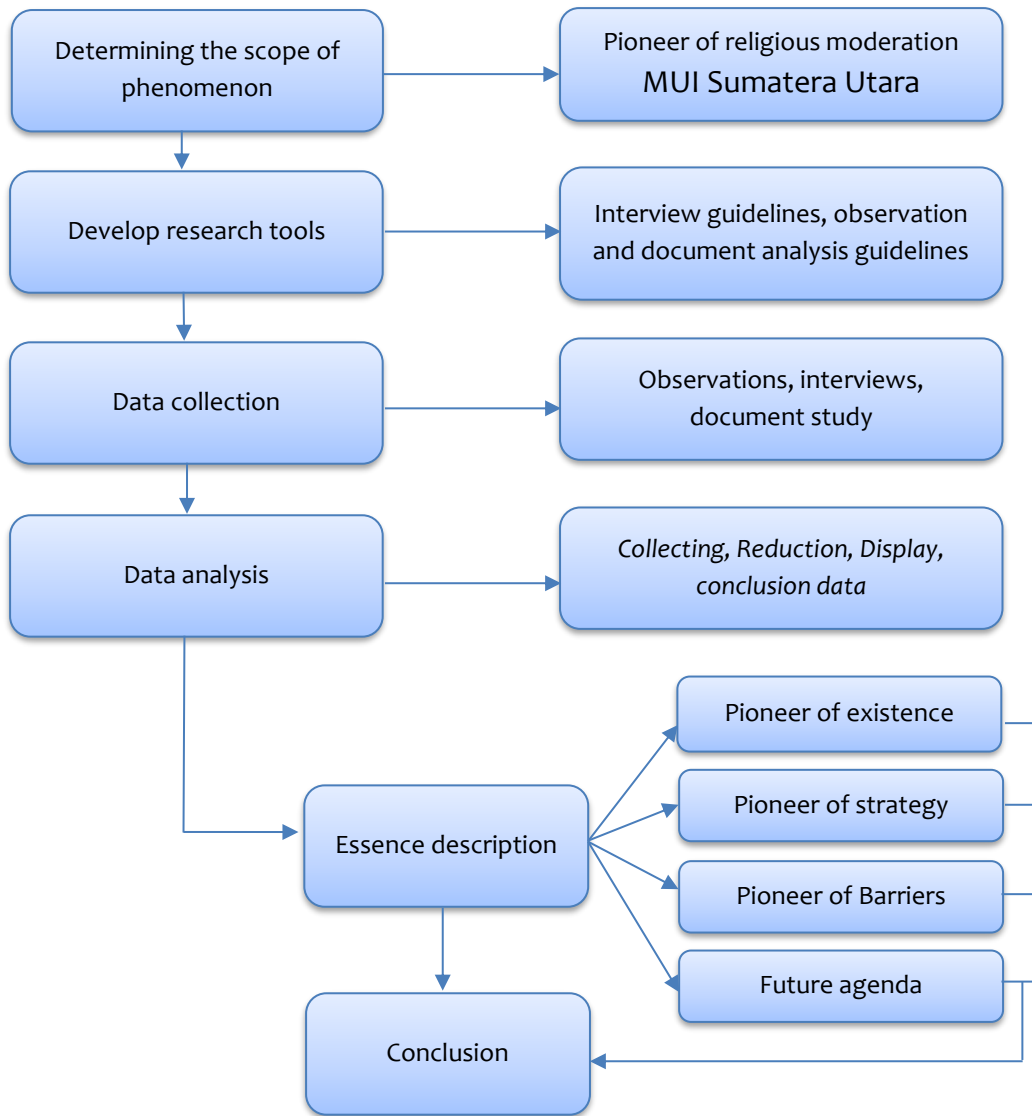 Determining the scope of
phenomenon
Pioneer of religious moderation
MUI Sumatera Utara
Develop research tools
Interview guidelines, observation
and document analysis guidelines
Data collection
Observations, interviews,
document study
Data analysis
Collecting, Reduction, Display,
conclusion data
Essence description
Pioneer of existence
Pioneer of strategy
Pioneer of Barriers
Future agenda
Conclusion